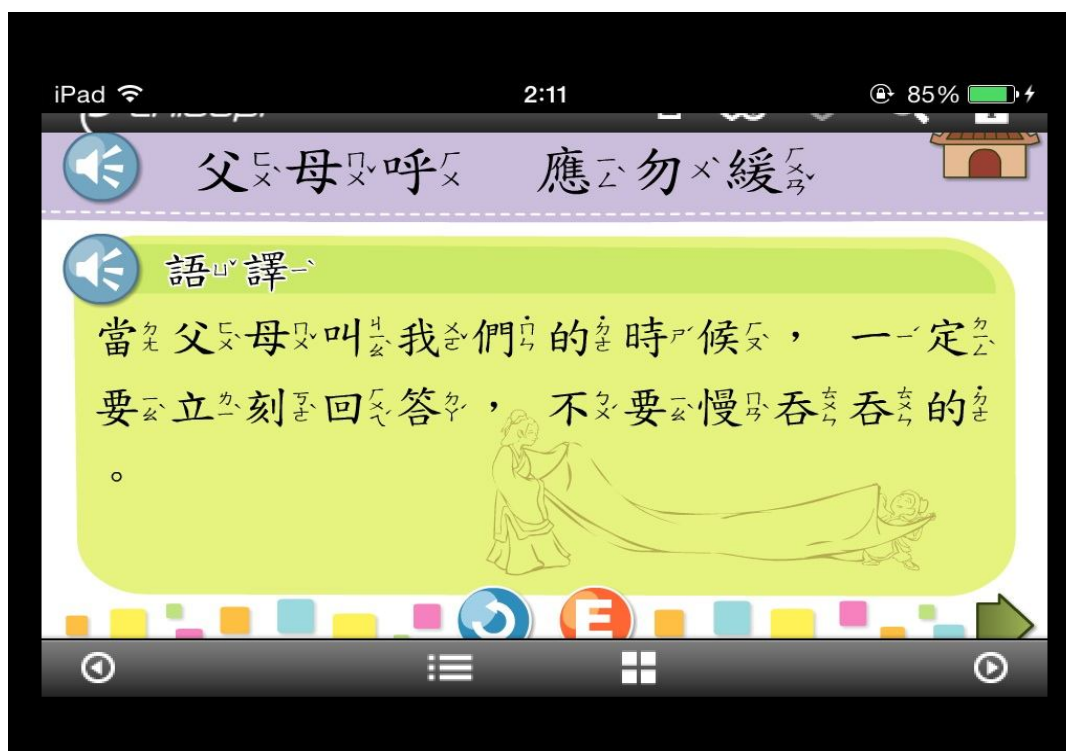 iPad 2:11 85%
父ㄈㄨˋ母ㄇㄨˇ呼ㄏㄨ 應ㄧㄥˋ勿ㄨˋ緩ㄏㄨㄢˇ
語ㄩˇ譯ㄧˋ
當ㄉㄤ父ㄈㄨˋ母ㄇㄨˇ叫ㄐㄧㄠˋ我ㄨㄛˇ們˙ㄇㄣ的˙ㄉㄜ時ㄕˊ候ㄏㄡˋ，一ㄧˊ定ㄉㄧㄥˋ
要ㄧㄠˋ立ㄌㄧˋ刻ㄎㄜˋ回ㄏㄨㄟˊ答ㄉㄚˊ，不ㄅㄨˊ要ㄧㄠˋ慢ㄇㄢˋ吞ㄊㄨㄣ吞ㄊㄨㄣ的˙ㄉㄜ
。
E